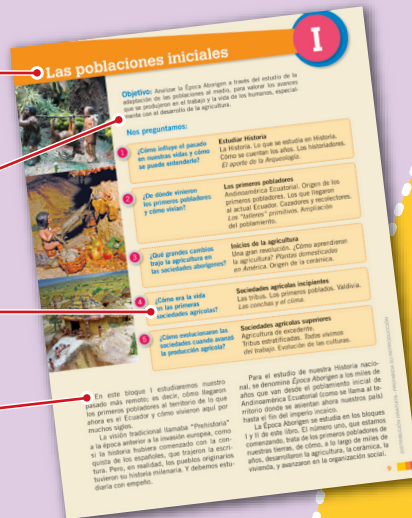 I
Las poblaciones iniciales
Objetivo: Analizar la Época Aborigen a través del estudio de la
adaptación de las poblaciones al medio, para valorar los avances
que se produjeron en el trabajo y la vida de los humanos, especial-
mente con el desarrollo de la agricultura.
Nos preguntamos:
1
¿Cómo influye el pasado
en nuestras vidas y cómo
se puede entenderlo?
Estudiar Historia
La Historia. Lo que se estudia en Historia.
Cómo se cuentan los años. Los historiadores.
El aporte de la Arqueología.
2
¿De dónde vinieron
los primeros pobladores
y cómo vivían?
Los primeros pobladores
Andinoamérica Ecuatorial. Origen de los
primeros pobladores. Los que llegaron
al actual Ecuador. Cazadores y recolectores.
Los "talleres" primitivos. Ampliación
del poblamiento.
3
¿Qué grandes cambios
trajo la agricultura en
las sociedades aborígenes?
Inicios de la agricultura
Una gran revolución. ¿Cómo aprendieron
la agricultura? Plantas domesticadas
en América. Origen de la cerámica.
4
¿Cómo era la vida
en las primeras
sociedades agrícolas?
Sociedades agrícolas incipientes
Las tribus. Los primeros poblados. Valdivia.
Las conchas y el clima.
5
¿Cómo evolucionaron las
sociedades cuando avanzó
la producción agrícola?
Sociedades agrícolas superiores
Agricultura de excedente.
Tribus estratificadas. Todos vivimos
del trabajo. Evolución de las culturas.
En este bloque I estudiaremos nuestro
pasado más remoto; es decir, cómo llegaron
los primeros pobladores al territorio de lo que
ahora es el Ecuador y cómo vivieron aquí por
muchos siglos.
La visión tradicional llamaba "Prehistoria"
a la época anterior a la invasión europea, como
si la historia hubiera comenzado con la con-
quista de los españoles, que trajeron la escri-
tura. Pero, en realidad, los pueblos originarios
tuvieron su historia milenaria. Y debemos estu-
diarla con empeño.
Para el estudio de nuestra Historia nacio-
nal, se denomina Época Aborigen a los miles de
años que van desde el poblamiento inicial de
Andinoamérica Ecuatorial (como se llama al te-
rritorio donde se asientan ahora nuestros país)
hasta el fin del imperio incaico.
La Época Aborigen se estudia en los bloques
I y II de este libro. El número uno, que estamos
comenzando, trata de los primeros pobladores de
nuestras tierras, de cómo, a lo largo de miles de
años, desarrollaron la agricultura, la cerámica, la
vivienda, y avanzaron en la organización social.
9